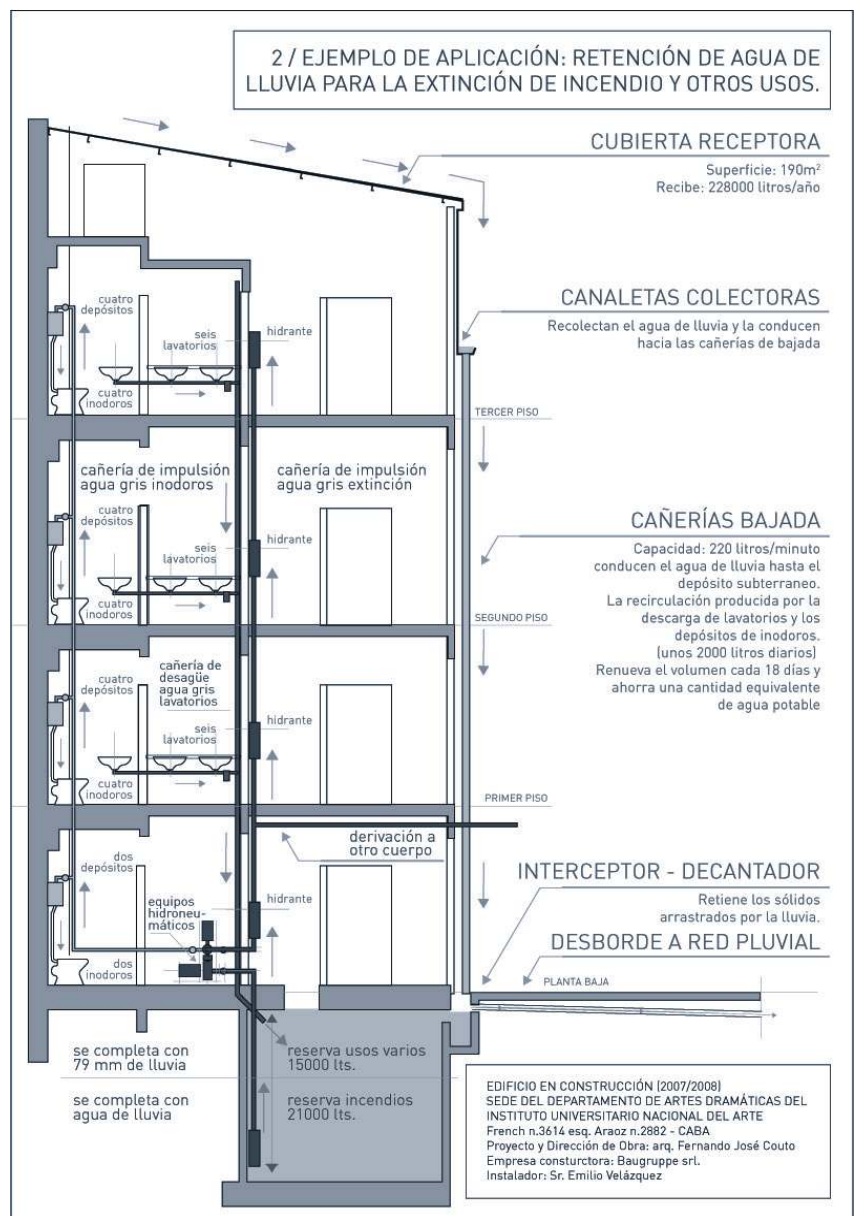 2 / EJEMPLO DE APLICACIÓN: RETENCIÓN DE AGUA DE
LLUVIA PARA LA EXTINCIÓN DE INCENDIO Y OTROS USOS.
CUBIERTA RECEPTORA
Superficie: 190m²
Recibe: 228000 litros/año
CANALETAS COLECTORAS
Recolectan el agua de lluvia y la conducen
hacia las cañerías de bajada
cuatro
depósitos
seis
lavatorios
hidrante
cuatro
inodoros
TERCER PISO
cañería de impulsión
agua gris inodoros
cañería de impulsión
agua gris extinción
cuatro
depósitos
seis
lavatorios
hidrante
cuatro
inodoros
SEGUNDO PISO
CAÑERÍAS BAJADA
Capacidad: 220 litros/minuto
conducen el agua de lluvia hasta el
depósito subterraneo.
La recirculación producida por la
descarga de lavatorios y los
depósitos de inodoros.
(unos 2000 litros diarios)
Renueva el volumen cada 18 días y
ahorra una cantidad equivalente
de agua potable
cañería de
desagüe
agua gris
lavatorios
cuatro
depósitos
seis
lavatorios
hidrante
cuatro
inodoros
PRIMER PISO
derivación a
otro cuerpo
dos
depósitos
equipos
hidroneu-
máticos
hidrante
dos
inodoros
INTERCEPTOR - DECANTADOR
Retiene los sólidos
arrastrados por la lluvia.
DESBORDE A RED PLUVIAL
PLANTA BAJA
se completa con
79 mm de lluvia
reserva usos varios
15000 lts.
se completa con
agua de lluvia
reserva incendios
21000 lts.
EDIFICIO EN CONSTRUCCIÓN (2007/2008)
SEDE DEL DEPARTAMENTO DE ARTES DRAMÁTICAS DEL
INSTITUTO UNIVERSITARIO NACIONAL DEL ARTE
French n.3614 esq. Araoz n.2882 - CABA
Proyecto y Dirección de Obra: arq. Fernando José Couto
Empresa consturctora: Baugruppe srl.
Instalador: Sr. Emilio Velázquez